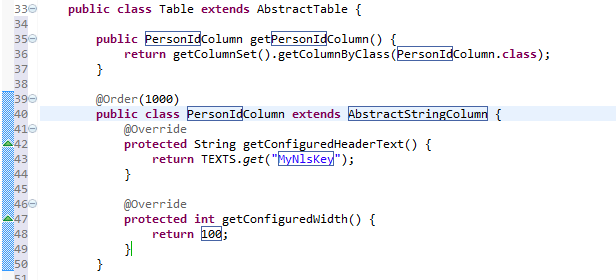 33 public class Table extends AbstractTable {
34
35 public PersonIdColumn getPersonIdColumn() {
36 return getColumnSet().getColumnByClass(PersonIdColumn.class);
37 }
38
39 @Order(1000)
40 public class PersonIdColumn extends AbstractStringColumn {
41 @Override
42 protected String getConfiguredHeaderText() {
43 return TEXTS.get("MyNlsKey");
44 }
45
46 @Override
47 protected int getConfiguredWidth() {
48 return 100;
49 }
50 }
51